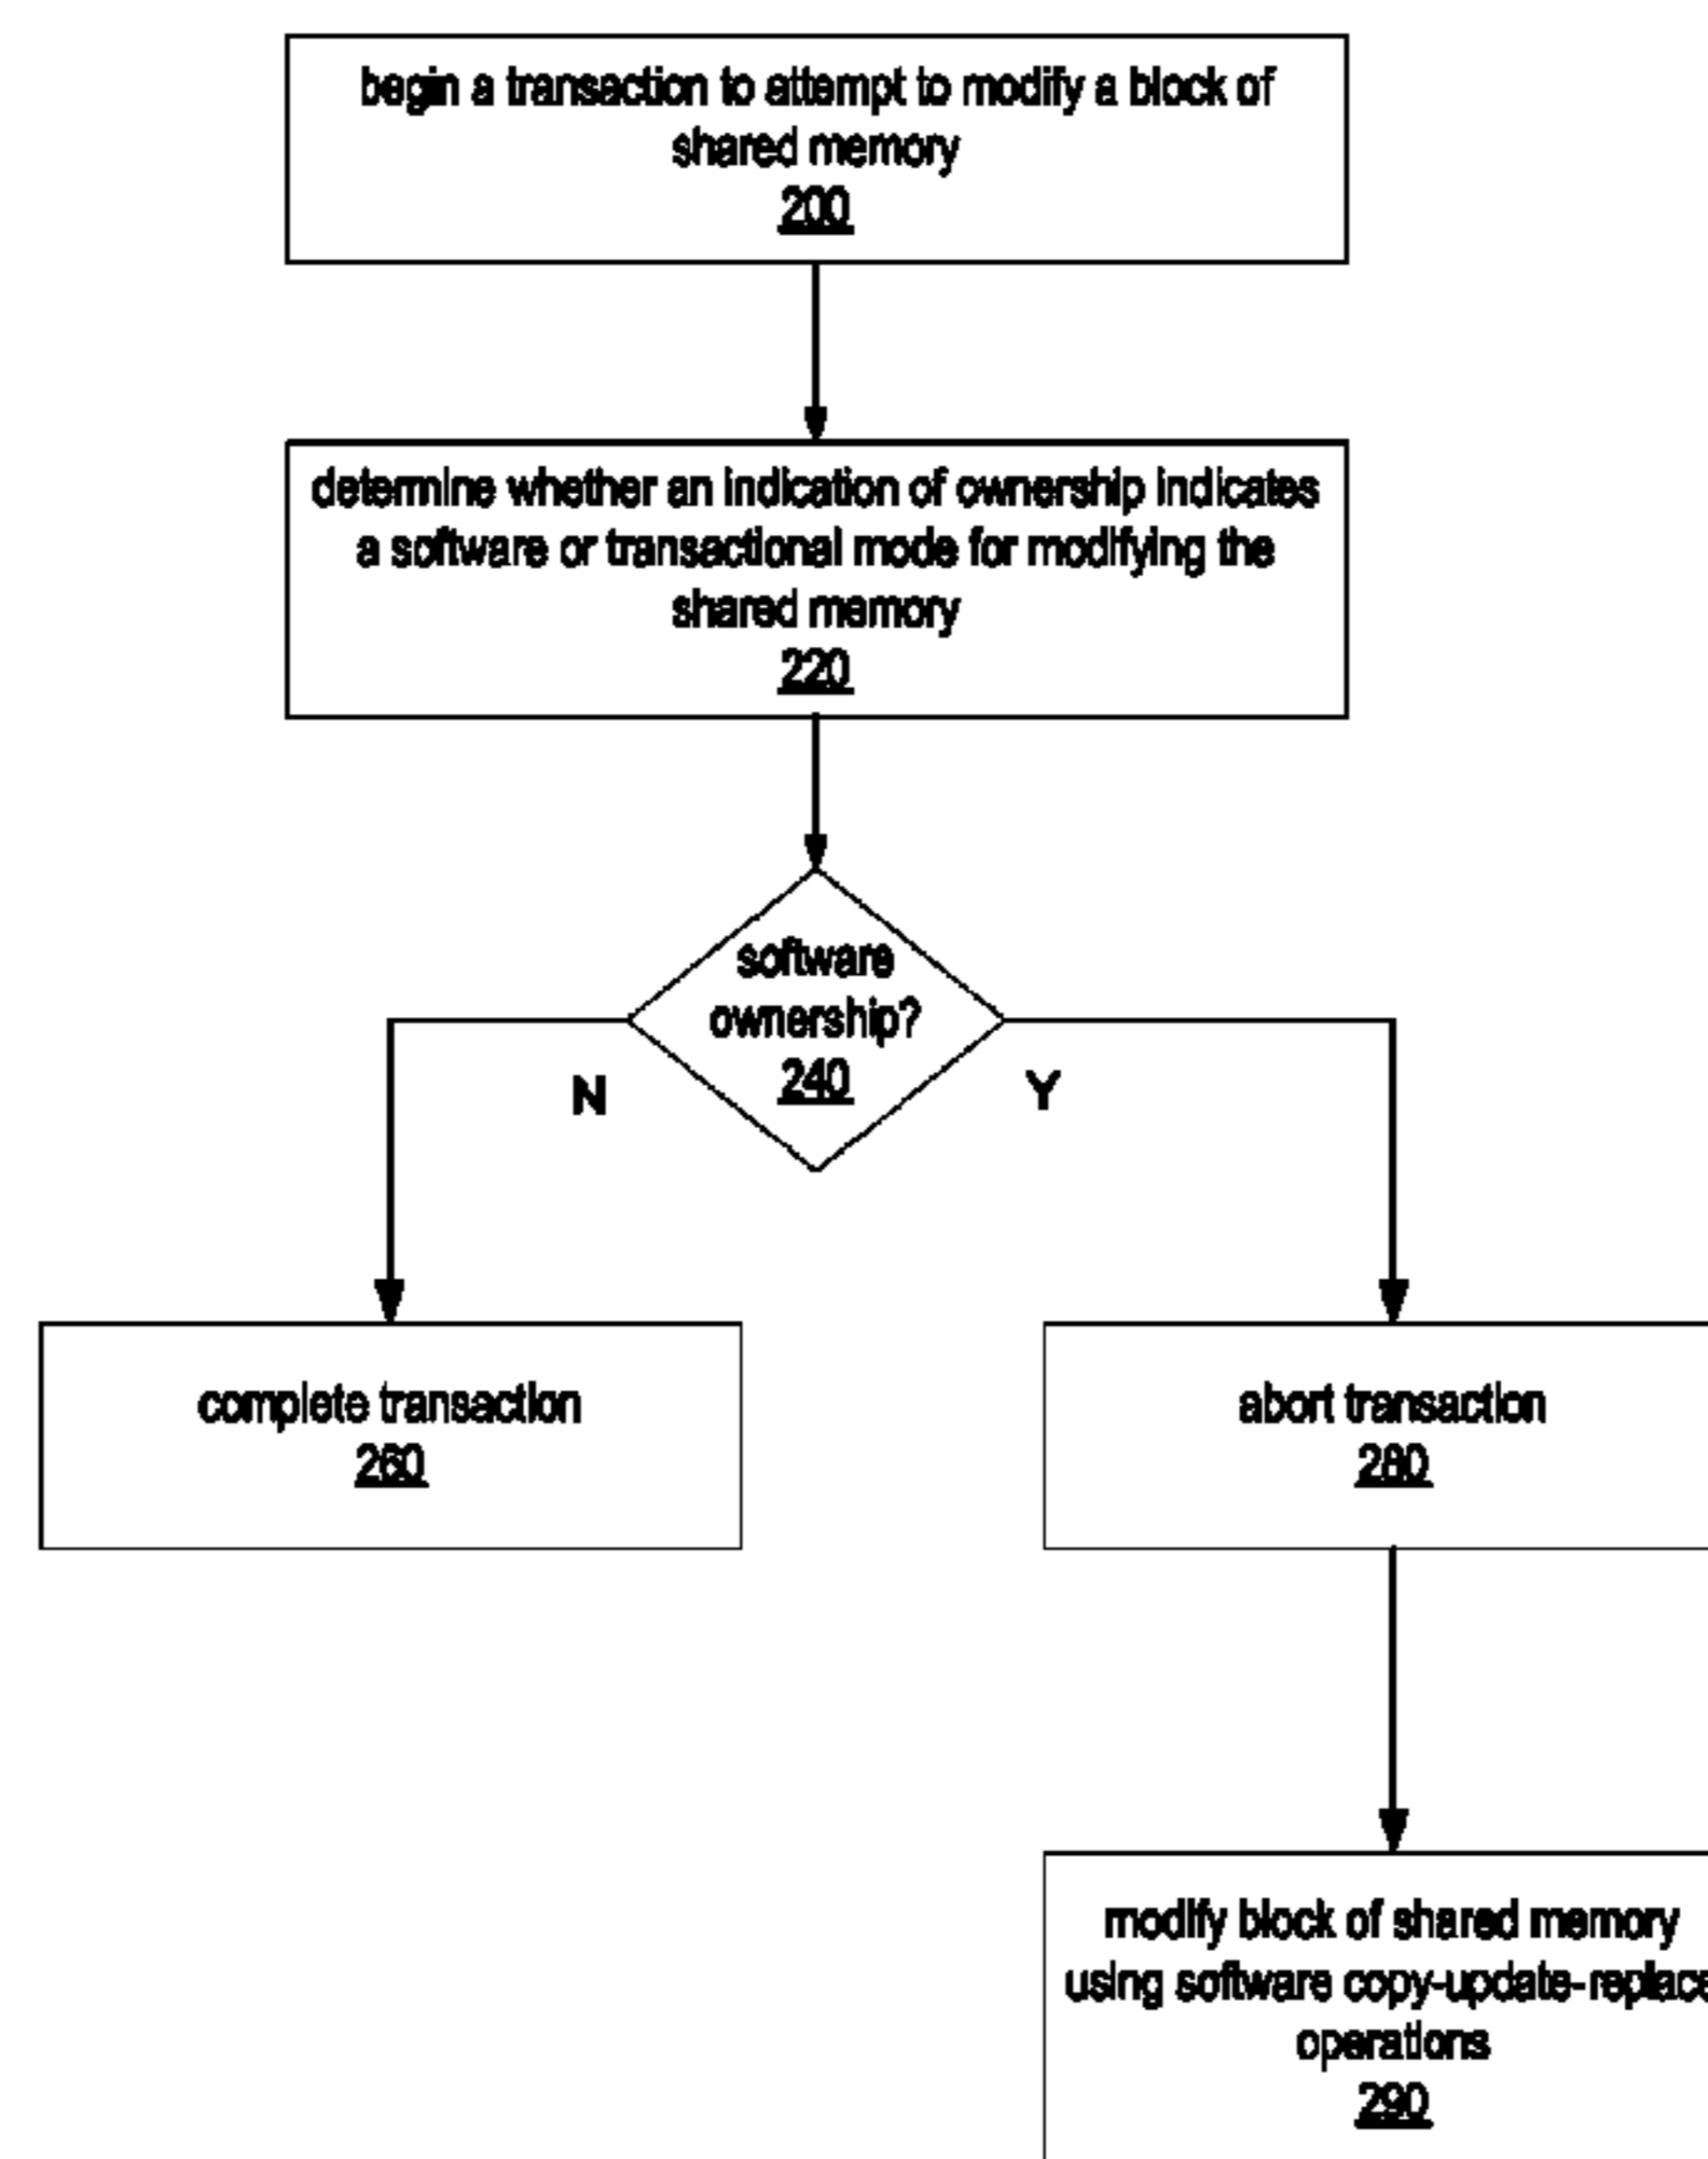 begin a transaction to attempt to modify a block of
shared memory
200
determine whether an indication of ownership indicates
a software or transactional mode for modifying the
shared memory
220
software
ownership?
240
N
Y
complete transaction
260
abort transaction
280
modify block of shared memory
using software copy-update-replace
operations
290